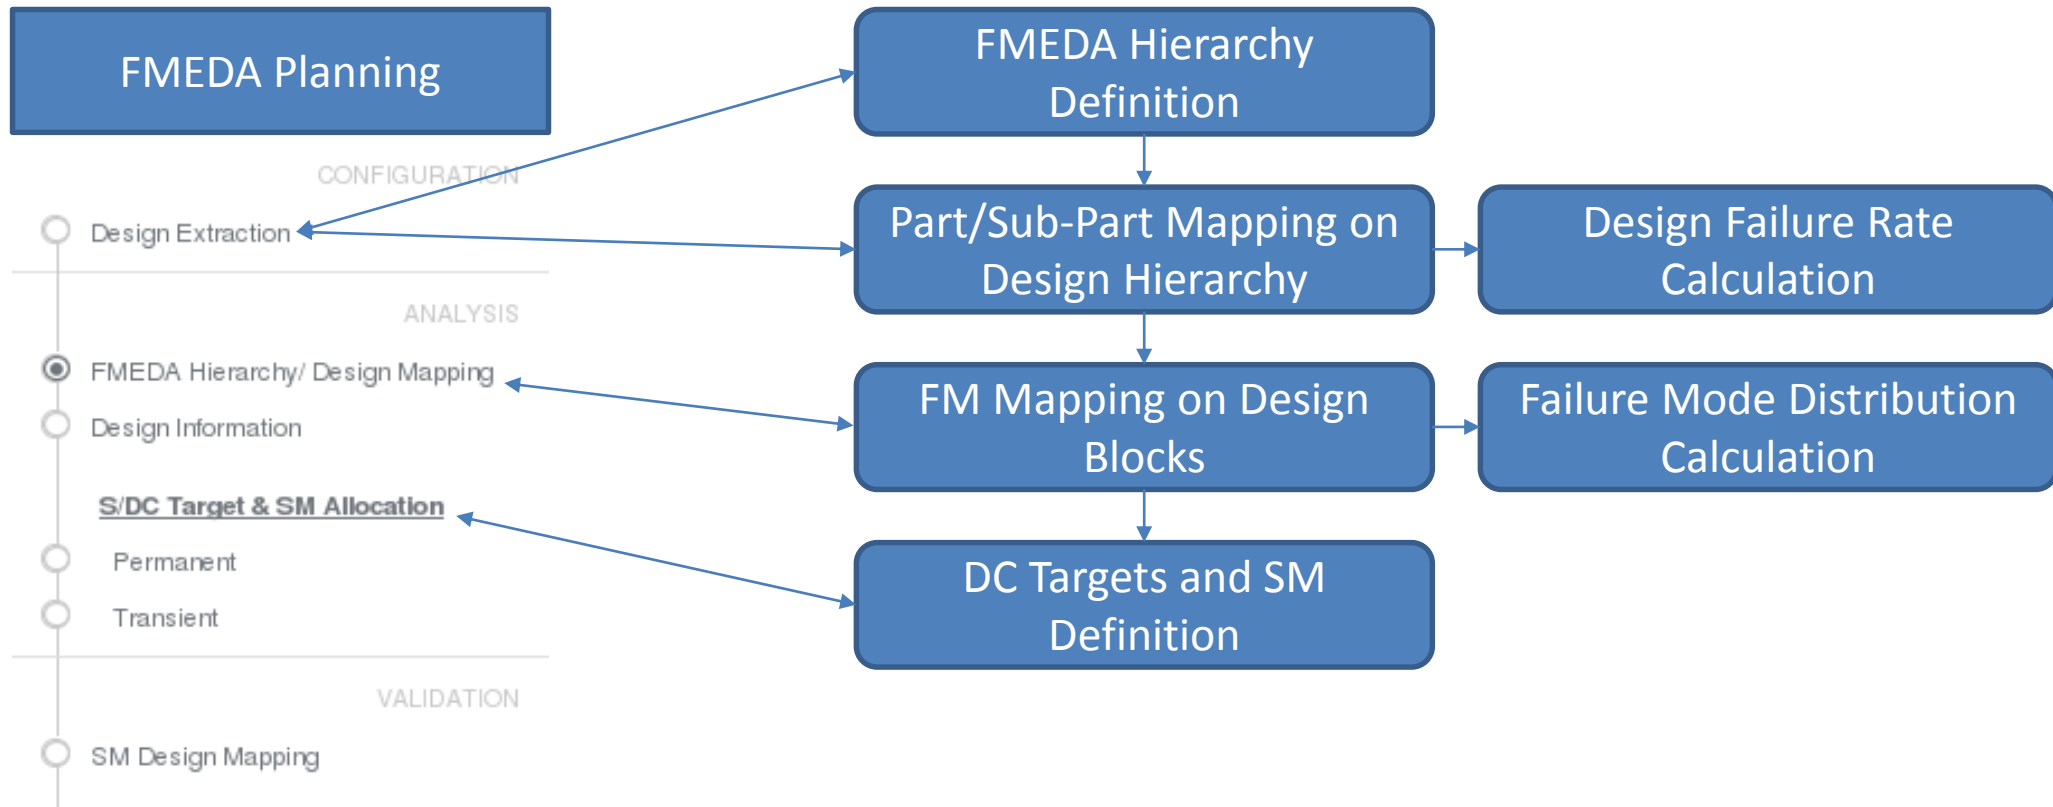 FMEDA Planning
CONFIGURATION
Design Extraction
ANALYSIS
FMEDA Hierarchy/ Design Mapping
Design Information
S/DC Target & SM Allocation
Permanent
Transient
VALIDATION
SM Design Mapping
FMEDA Hierarchy
Definition
Part/Sub-Part Mapping on
Design Hierarchy
Design Failure Rate
Calculation
FM Mapping on Design
Blocks
Failure Mode Distribution
Calculation
DC Targets and SM
Definition